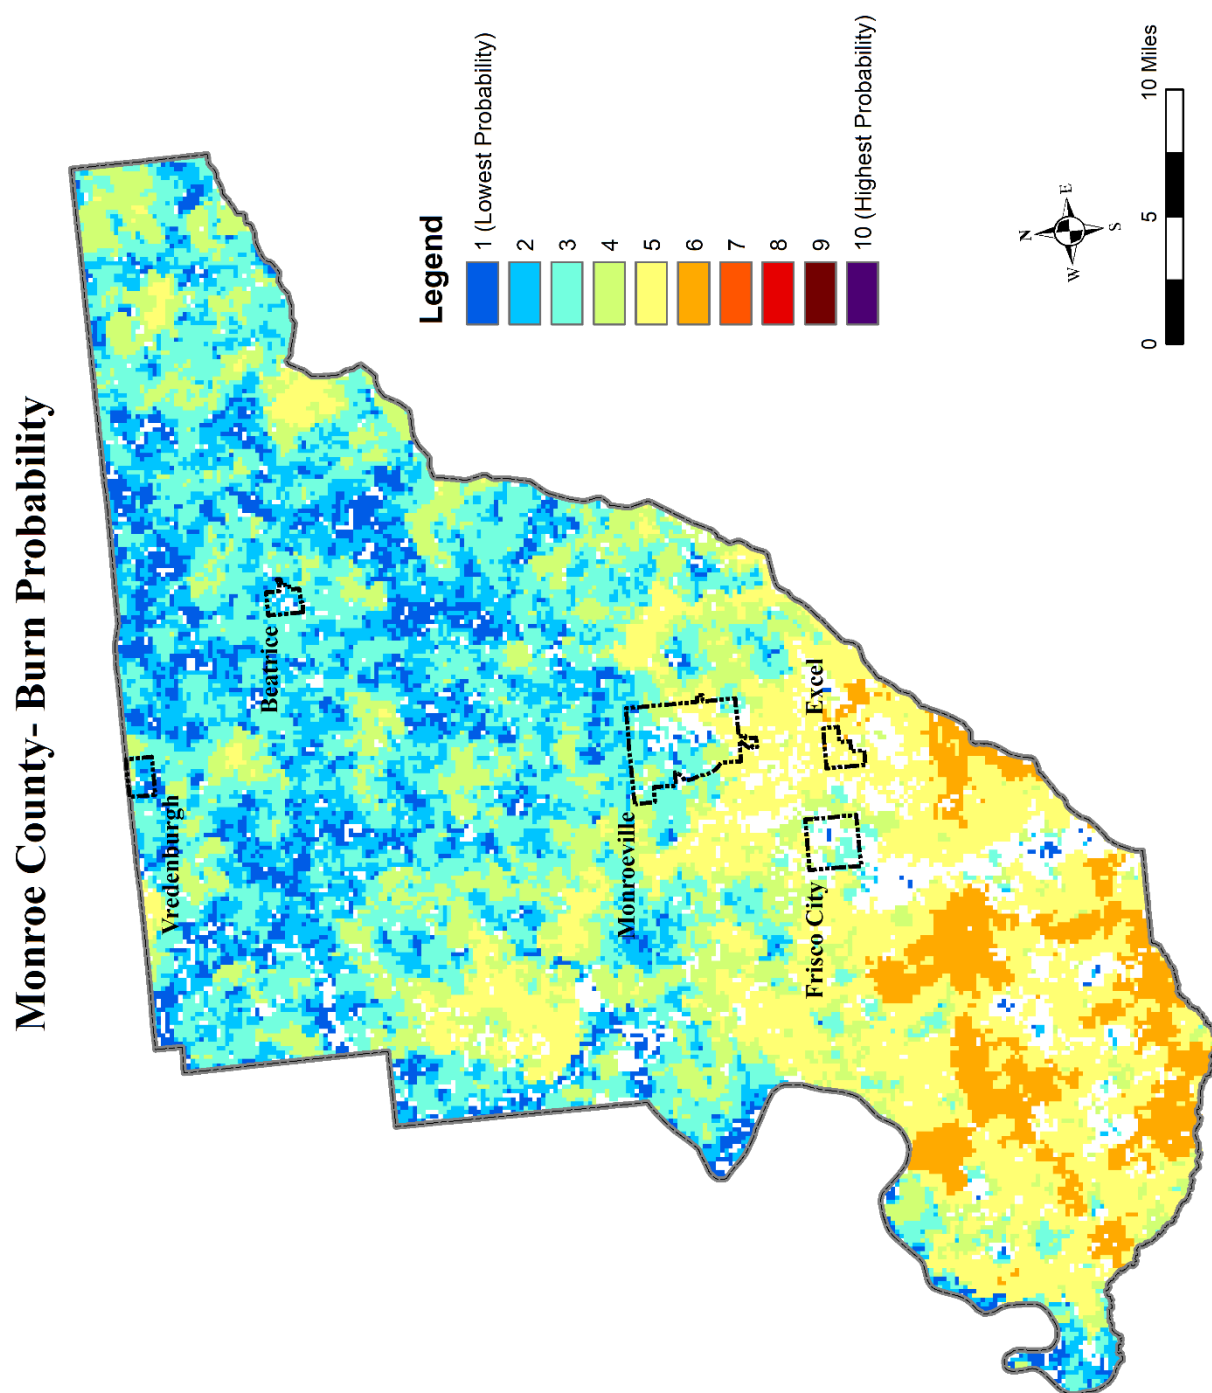 Monroe County- Burn Probability
Vredenburgh
Beatrice
Monroeville
Frisco City
Excel
Legend
1 (Lowest Probability)
2
3
4
5
6
7
8
9
10 (Highest Probability)
N
W
E
S
0
5
10 Miles